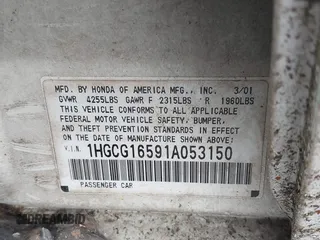 MFD. BY HONDA OF AMERICA MFG., INC. 3/01
GVWR 4255LBS GAWR F 2315LBS R 1960LBS
THIS VEHICLE CONFORMS TO ALL APPLICABLE
FEDERAL MOTOR VEHICLE SAFETY, BUMPER,
AND THEFT PREVENTION STANDARDS IN EFFECT ON
THE DATE OF MANUFACTURE SHOWN ABOVE.
V.I.N. 1HGCG16591A053150
PASSENGER CAR
DREAMBID